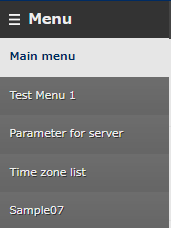 Menu
Main menu
Test Menu 1
Parameter for server
Time zone list
Sample07